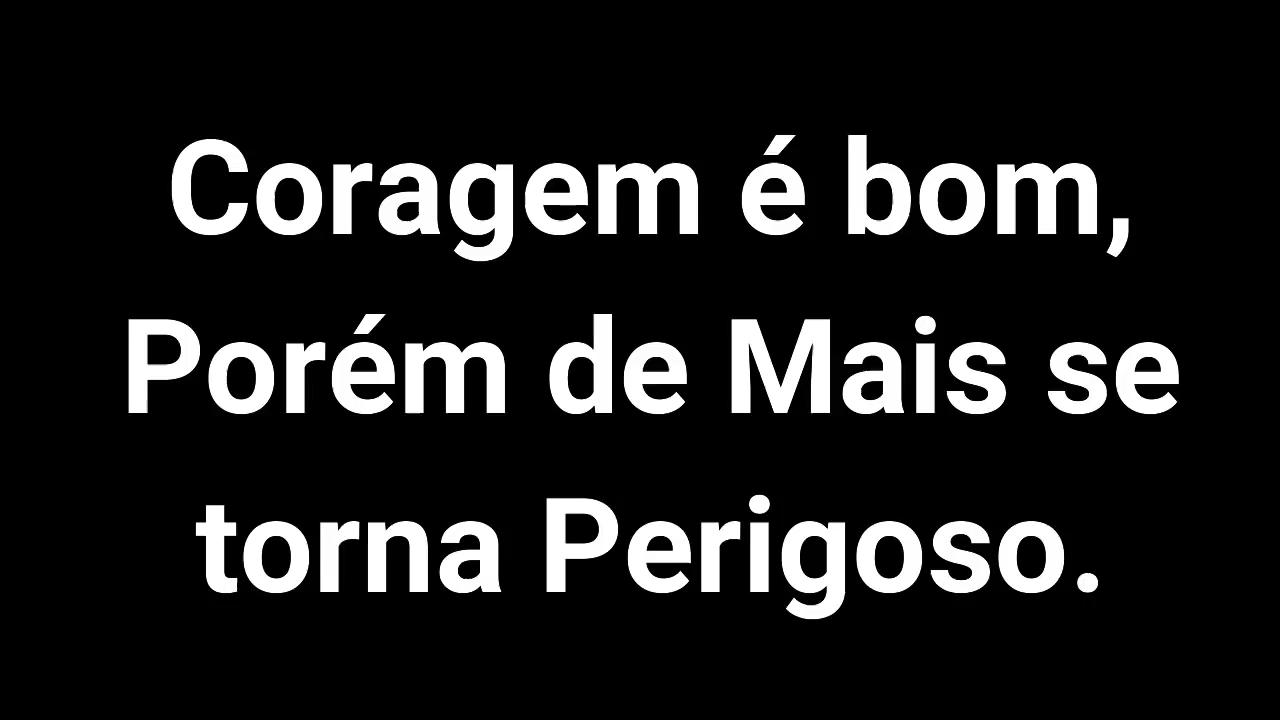 Coragem é bom,
Porém de Mais se
torna Perigoso.